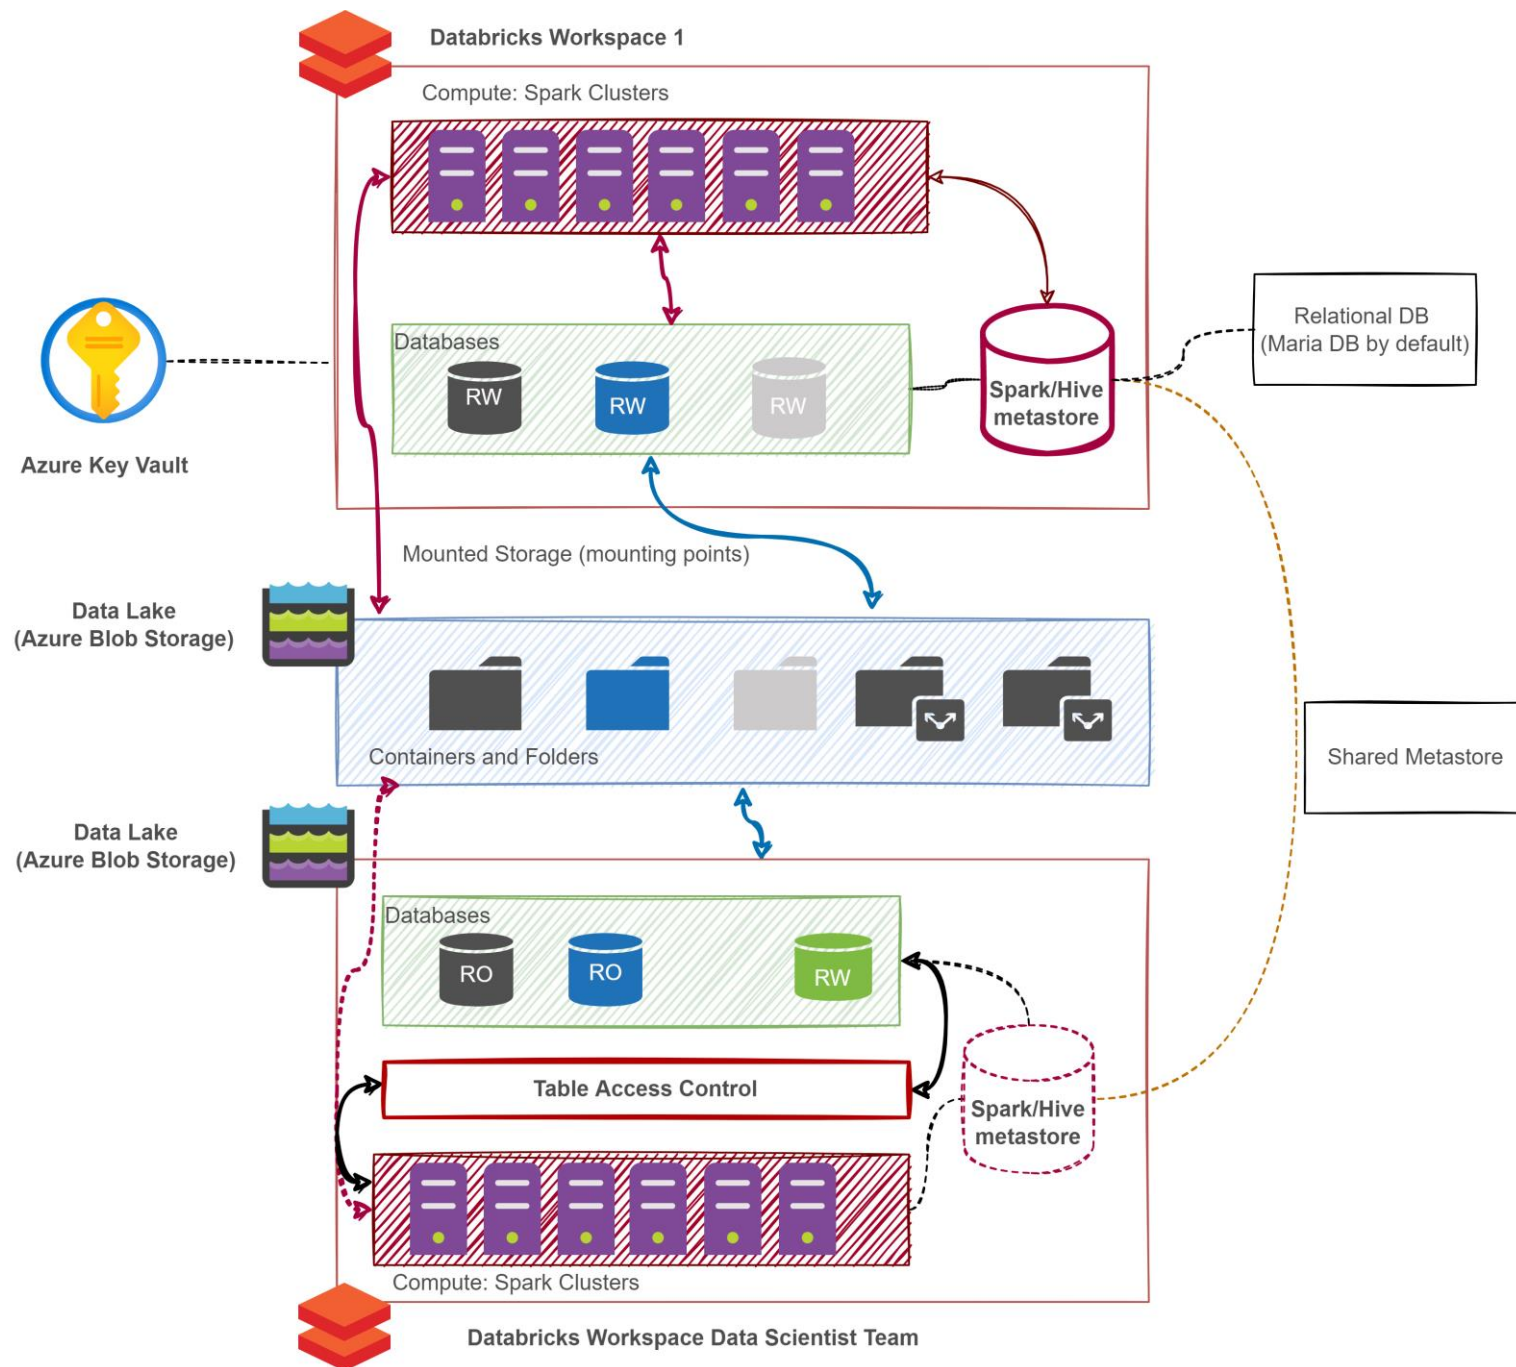 Databricks Workspace 1
Compute: Spark Clusters
Databases
RW
RW
RW
Spark/Hive
metastore
Relational DB
(Maria DB by default)
Azure Key Vault
Mounted Storage (mounting points)
Data Lake
(Azure Blob Storage)
Containers and Folders
Shared Metastore
Data Lake
(Azure Blob Storage)
Databases
RO
RO
RW
Table Access Control
Spark/Hive
metastore
Compute: Spark Clusters
Databricks Workspace Data Scientist Team